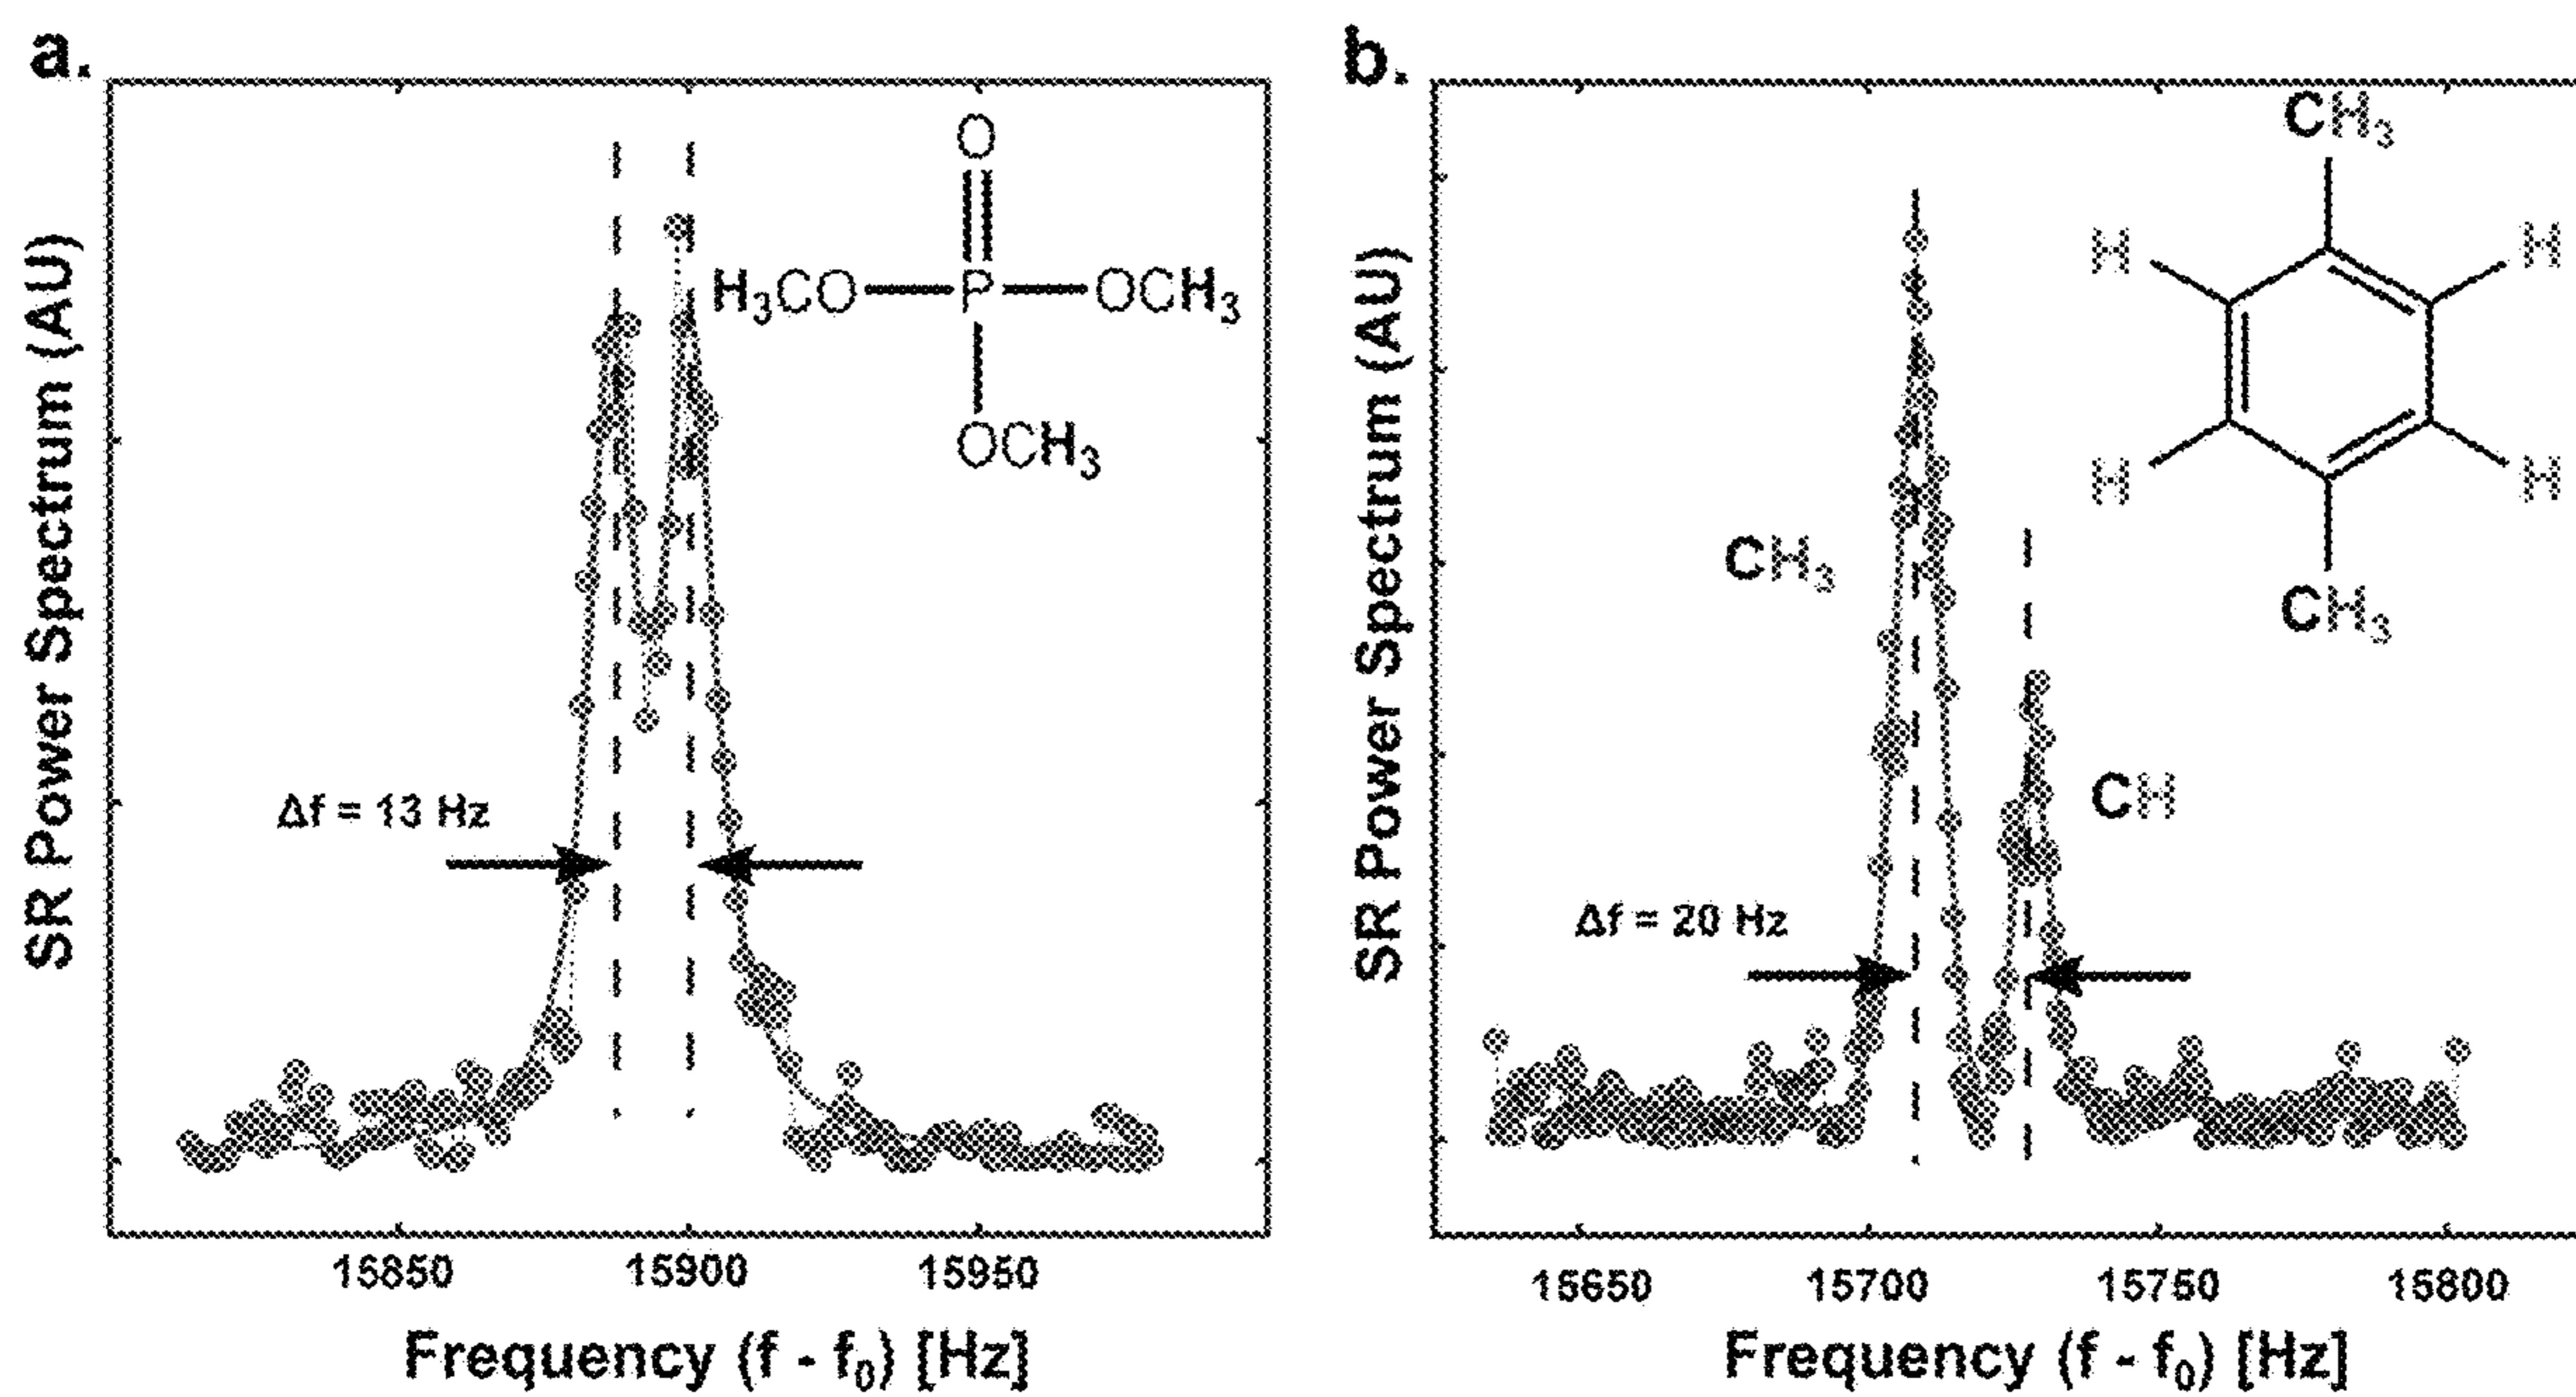 a.
SR Power Spectrum (AU)
O
H₃CO P OCH₃
OCH₃
Δf = 13 Hz
15850 15900 15950
Frequency (f - f₀) [Hz]
b.
SR Power Spectrum (AU)
CH₃
H H
H H
CH₃
CH₃
CH
Δf = 20 Hz
15650 15700 15750 15800
Frequency (f - f₀) [Hz]